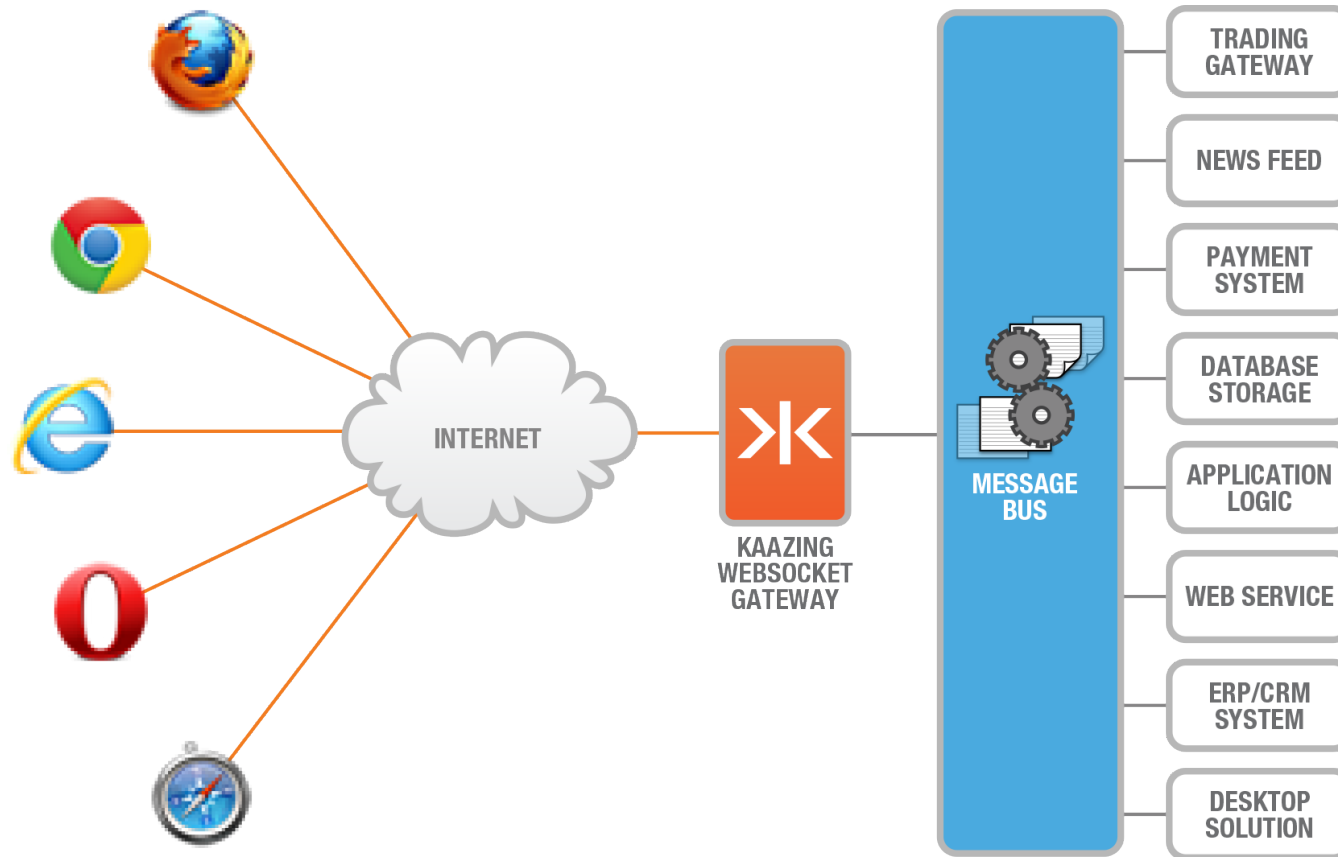 TRADING
GATEWAY
NEWS FEED
PAYMENT
SYSTEM
DATABASE
STORAGE
INTERNET
MESSAGE
BUS
APPLICATION
LOGIC
KAAZING
WEBSOCKET
GATEWAY
WEB SERVICE
ERP/CRM
SYSTEM
DESKTOP
SOLUTION